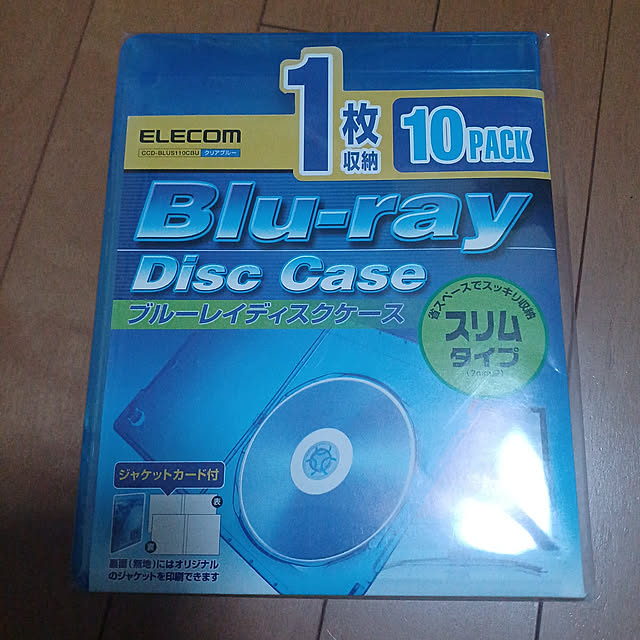 1枚収納
10PACK
ELECOM
CCD-BLUS110CBU クリアブルー
Blu-ray
Disc Case
ブルーレイディスクケース
省スペースでスッキリ収納
スリム
タイプ
ジャケットカード付
表
裏
裏面(無地)にはオリジナル
のジャケットを印刷できます